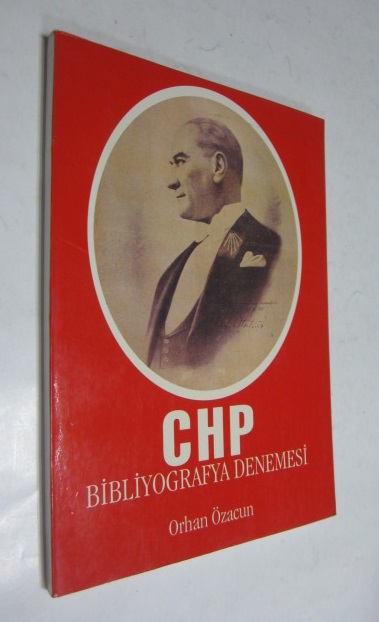 CHP
BİBLİYOGRAFYA DENEMESİ
Orhan Özacun